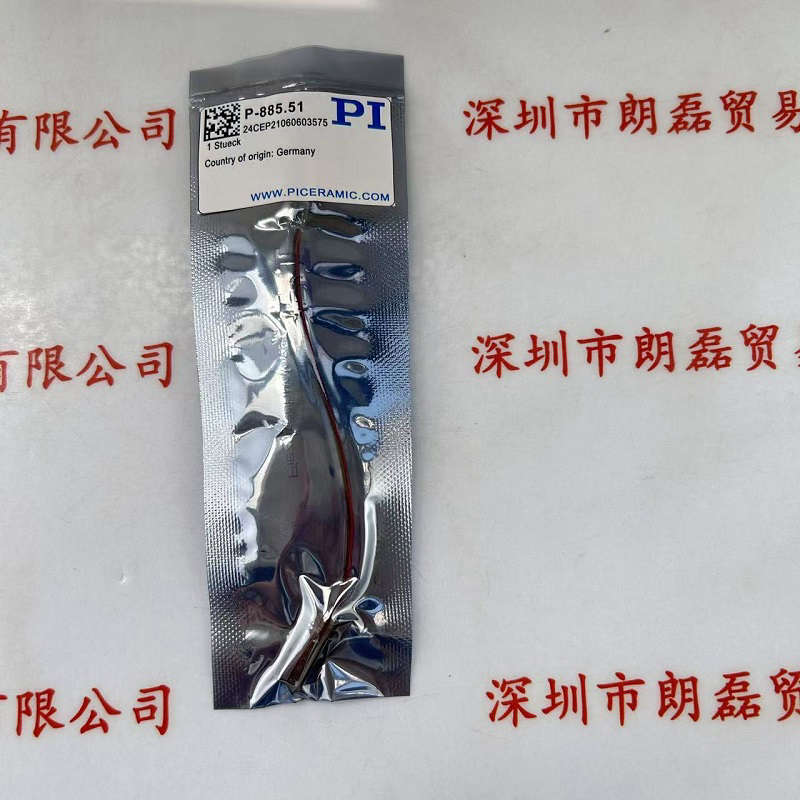 P-885.51
24CEP21060603575
PI
1 Stueck
Country of origin: Germany
WWW.PICERAMIC.COM
有限公司
深圳市朗磊贸易
有限公司
深圳市朗磊贸
有限公司
深圳市朗磊贸易